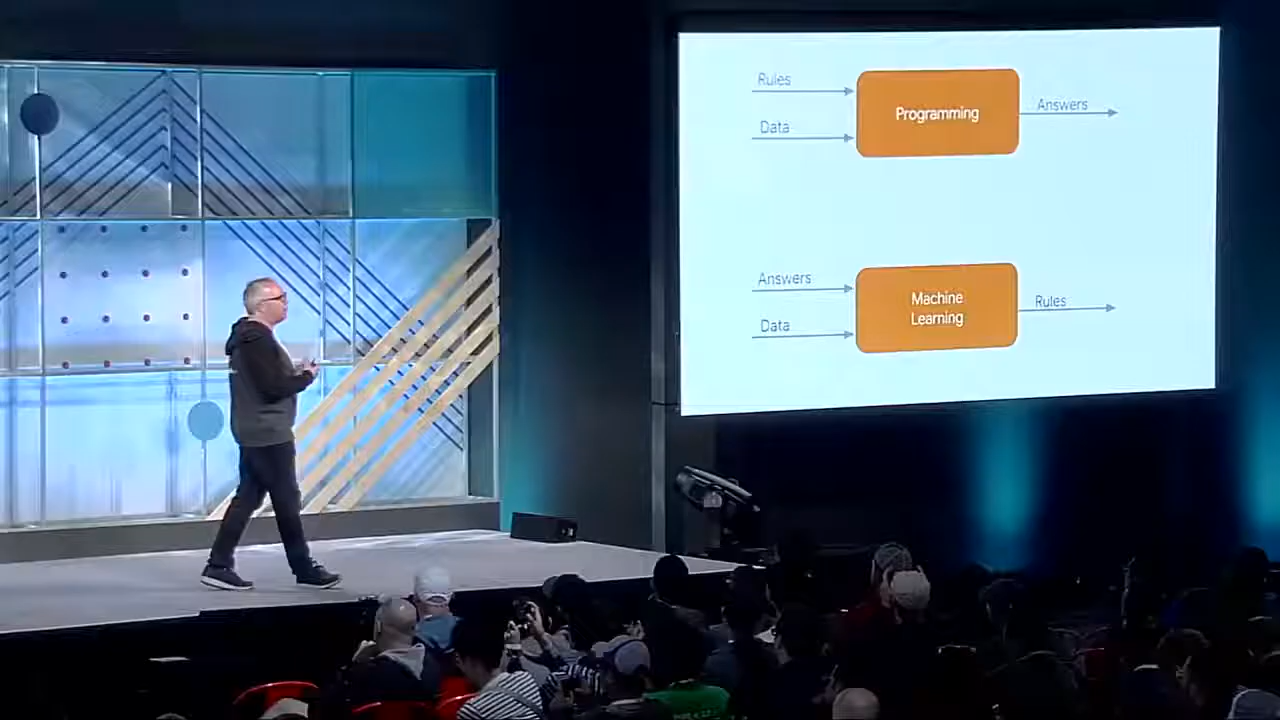 Rules
Data
Programming
Answers
Answers
Data
Machine
Learning
Rules